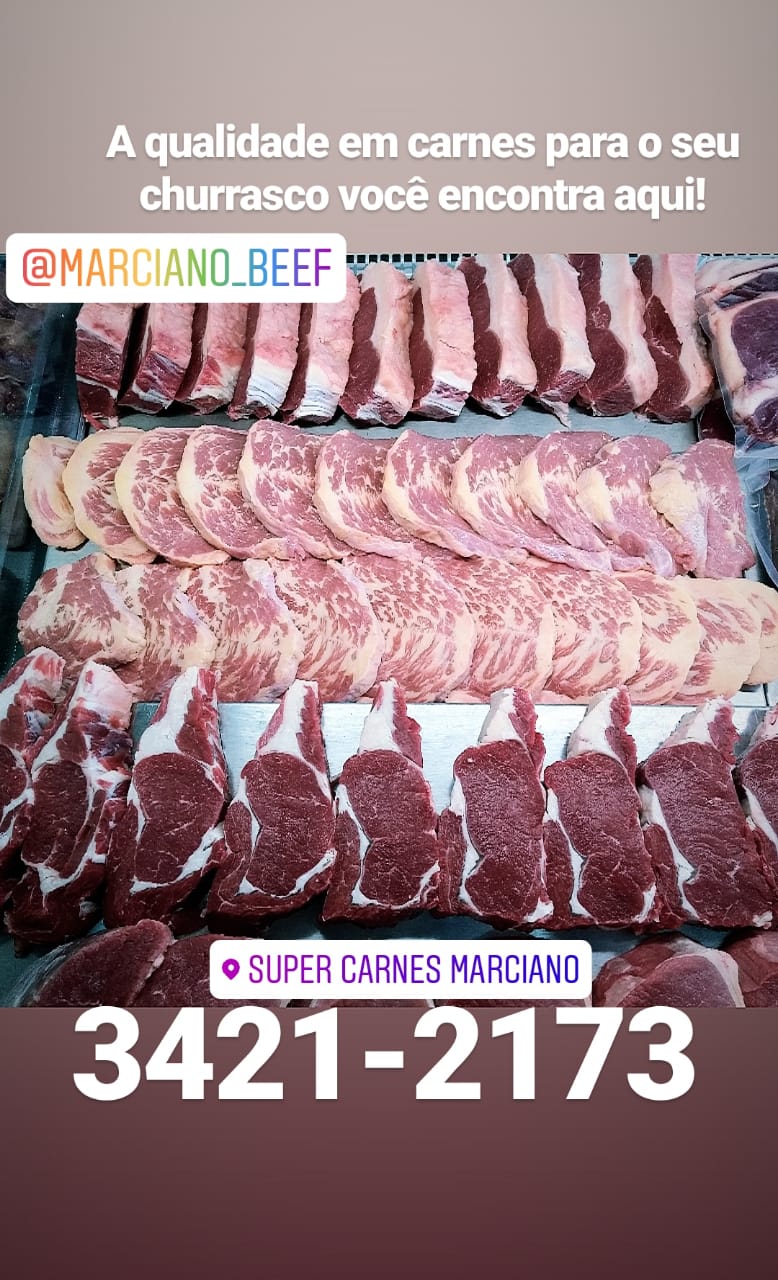 A qualidade em carnes para o seu
churrasco você encontra aqui!
@MARCIANO_BEEF
SUPER CARNES MARCIANO
3421-2173